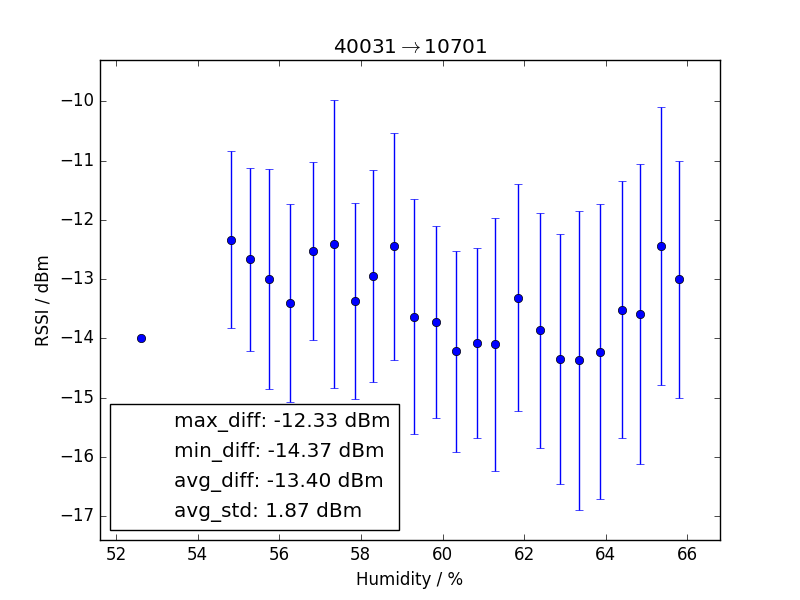 40031→10701
−10
−11
−12
−13
−14
−15
−16
−17
RSSI / dBm
max_diff: -12.33 dBm
min_diff: -14.37 dBm
avg_diff: -13.40 dBm
avg_std: 1.87 dBm
52 54 56 58 60 62 64 66
Humidity / %